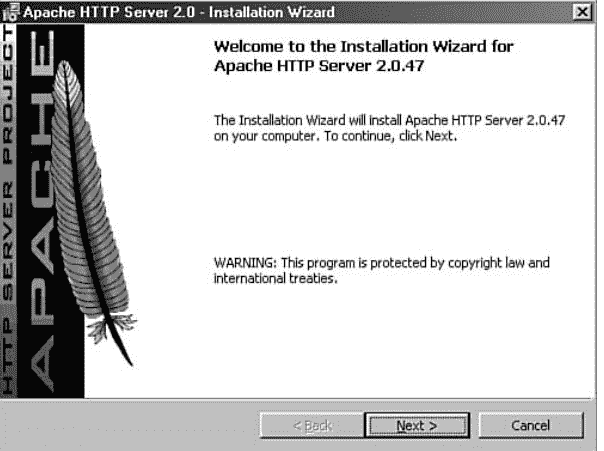 Apache HTTP Server 2.0 - Installation Wizard
HTTP SERVER PROJECT
APACHE
Welcome to the Installation Wizard for
Apache HTTP Server 2.0.47
The Installation Wizard will install Apache HTTP Server 2.0.47
on your computer. To continue, click Next.
WARNING: This program is protected by copyright law and
international treaties.
< Back
Next >
Cancel